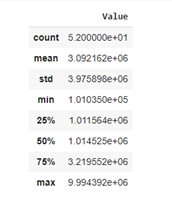 Value
count 5.200000e+01
mean 3.092162e+06
std 3.975898e+06
min 1.010350e+05
25% 1.011564e+06
50% 1.014525e+06
75% 3.219552e+06
max 9.994392e+06